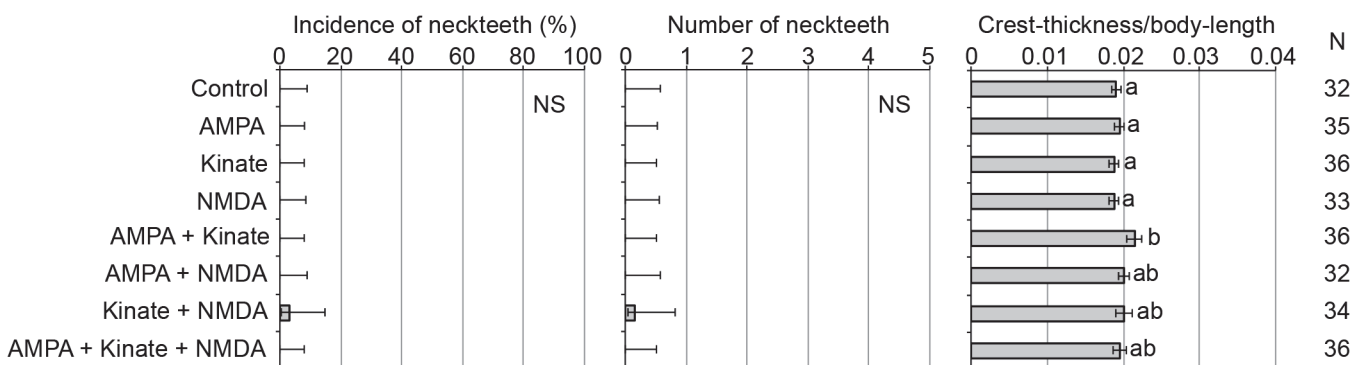 Incidence of neckteeth (%) Number of neckteeth Crest-thickness/body-length N
0 20 40 60 80 100 0 1 2 3 4 5 0 0.01 0.02 0.03 0.04
Control NS NS a 32
AMPA a 35
Kinate a 36
NMDA a 33
AMPA + Kinate b 36
AMPA + NMDA ab 32
Kinate + NMDA ab 34
AMPA + Kinate + NMDA ab 36